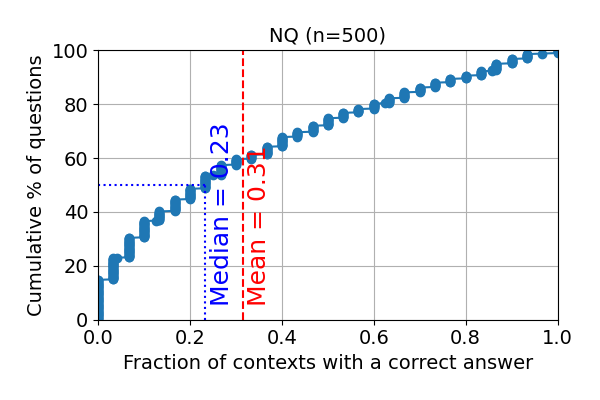 NQ (n=500)
Cumulative % of questions
100
80
60
40
20
0
Median = 0.23
Mean = 0.31
0.0 0.2 0.4 0.6 0.8 1.0
Fraction of contexts with a correct answer